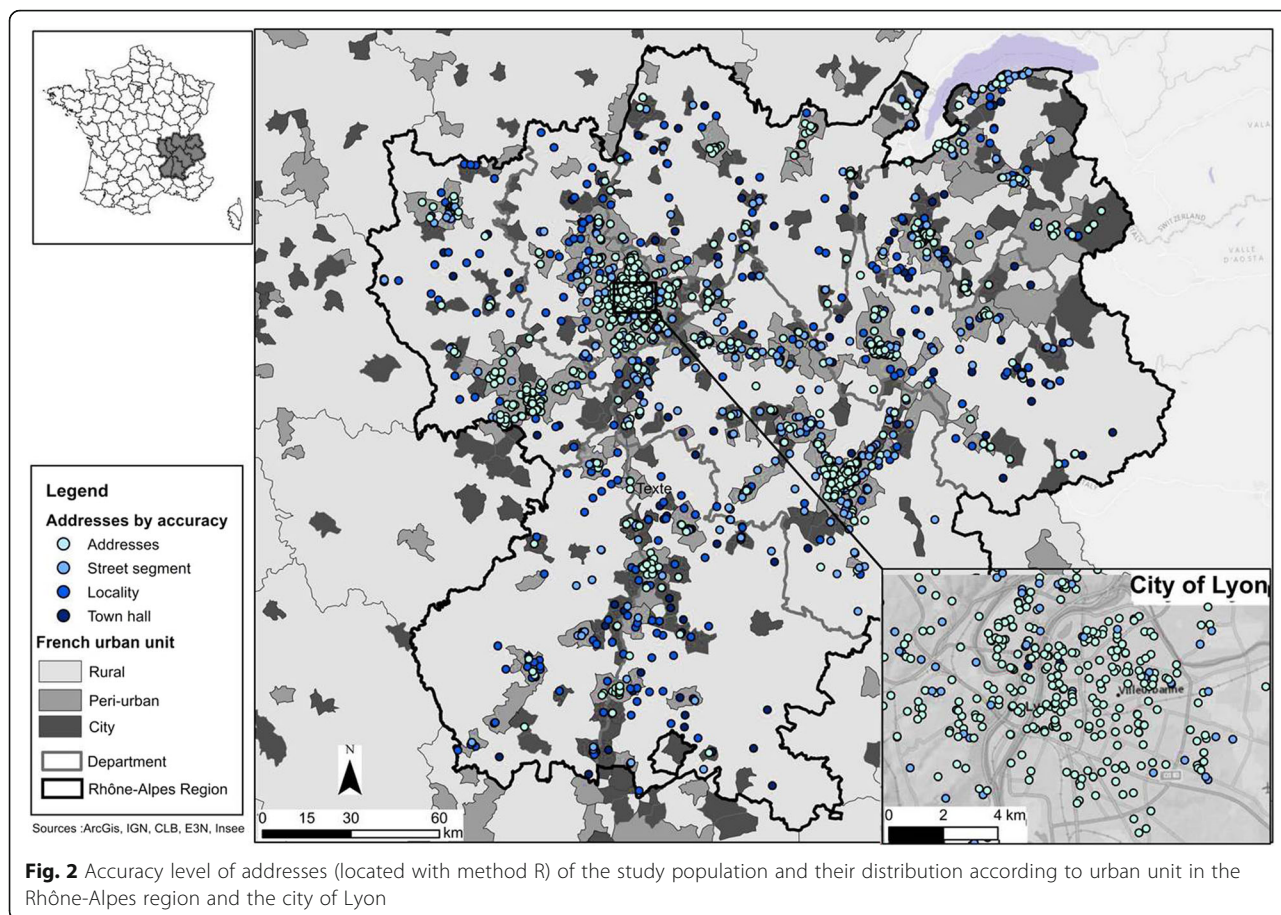 VALA
SWITZERLAND
ITALY
VALLE
D'AOSTA
Texte
Legend
Addresses by accuracy
Addresses
Street segment
Locality
Town hall
French urban unit
Rural
Peri-urban
City
Department
Rhône-Alpes Region
Sources :ArcGis, IGN, CLB, E3N, Insee
N
0 15 30 60
km
City of Lyon
Villeurbanne
0 2 4
km
Fig. 2 Accuracy level of addresses (located with method R) of the study population and their distribution according to urban unit in the
Rhône-Alpes region and the city of Lyon